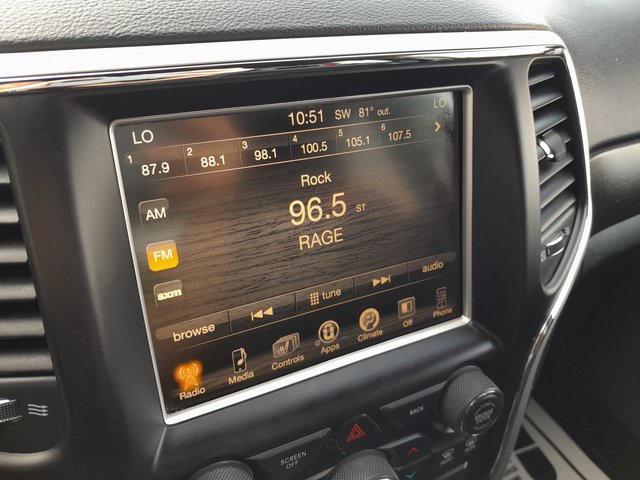 10:51 SW 81° out.
LO LO
1 87.9 2 88.1 3 98.1 4 100.5 5 105.1 6 107.5
Rock
AM 96.5 ST
FM RAGE
sxm
browse tune audio
Radio Media Controls Apps Climate Off Phone
BACK
SCREEN OFF